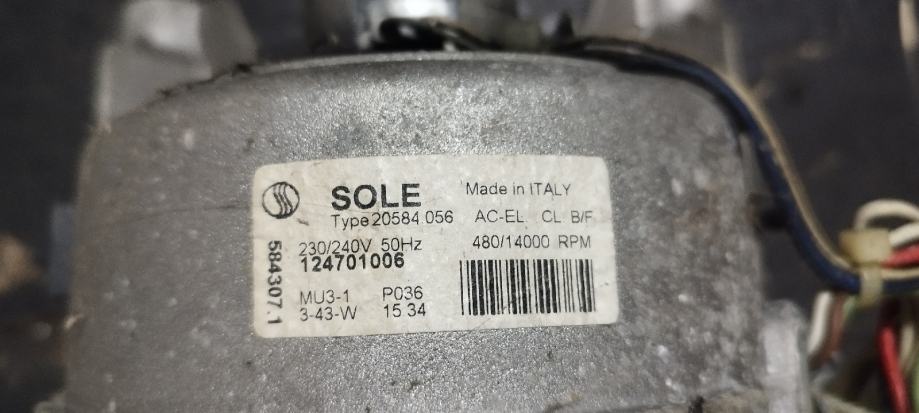 SOLE Made in ITALY
Type 20584.056 AC-EL. CL. B/F
230/240V 50Hz 480/14000 RPM
124701006
MU3-1 P036
3-43-W 15 34
584307.1